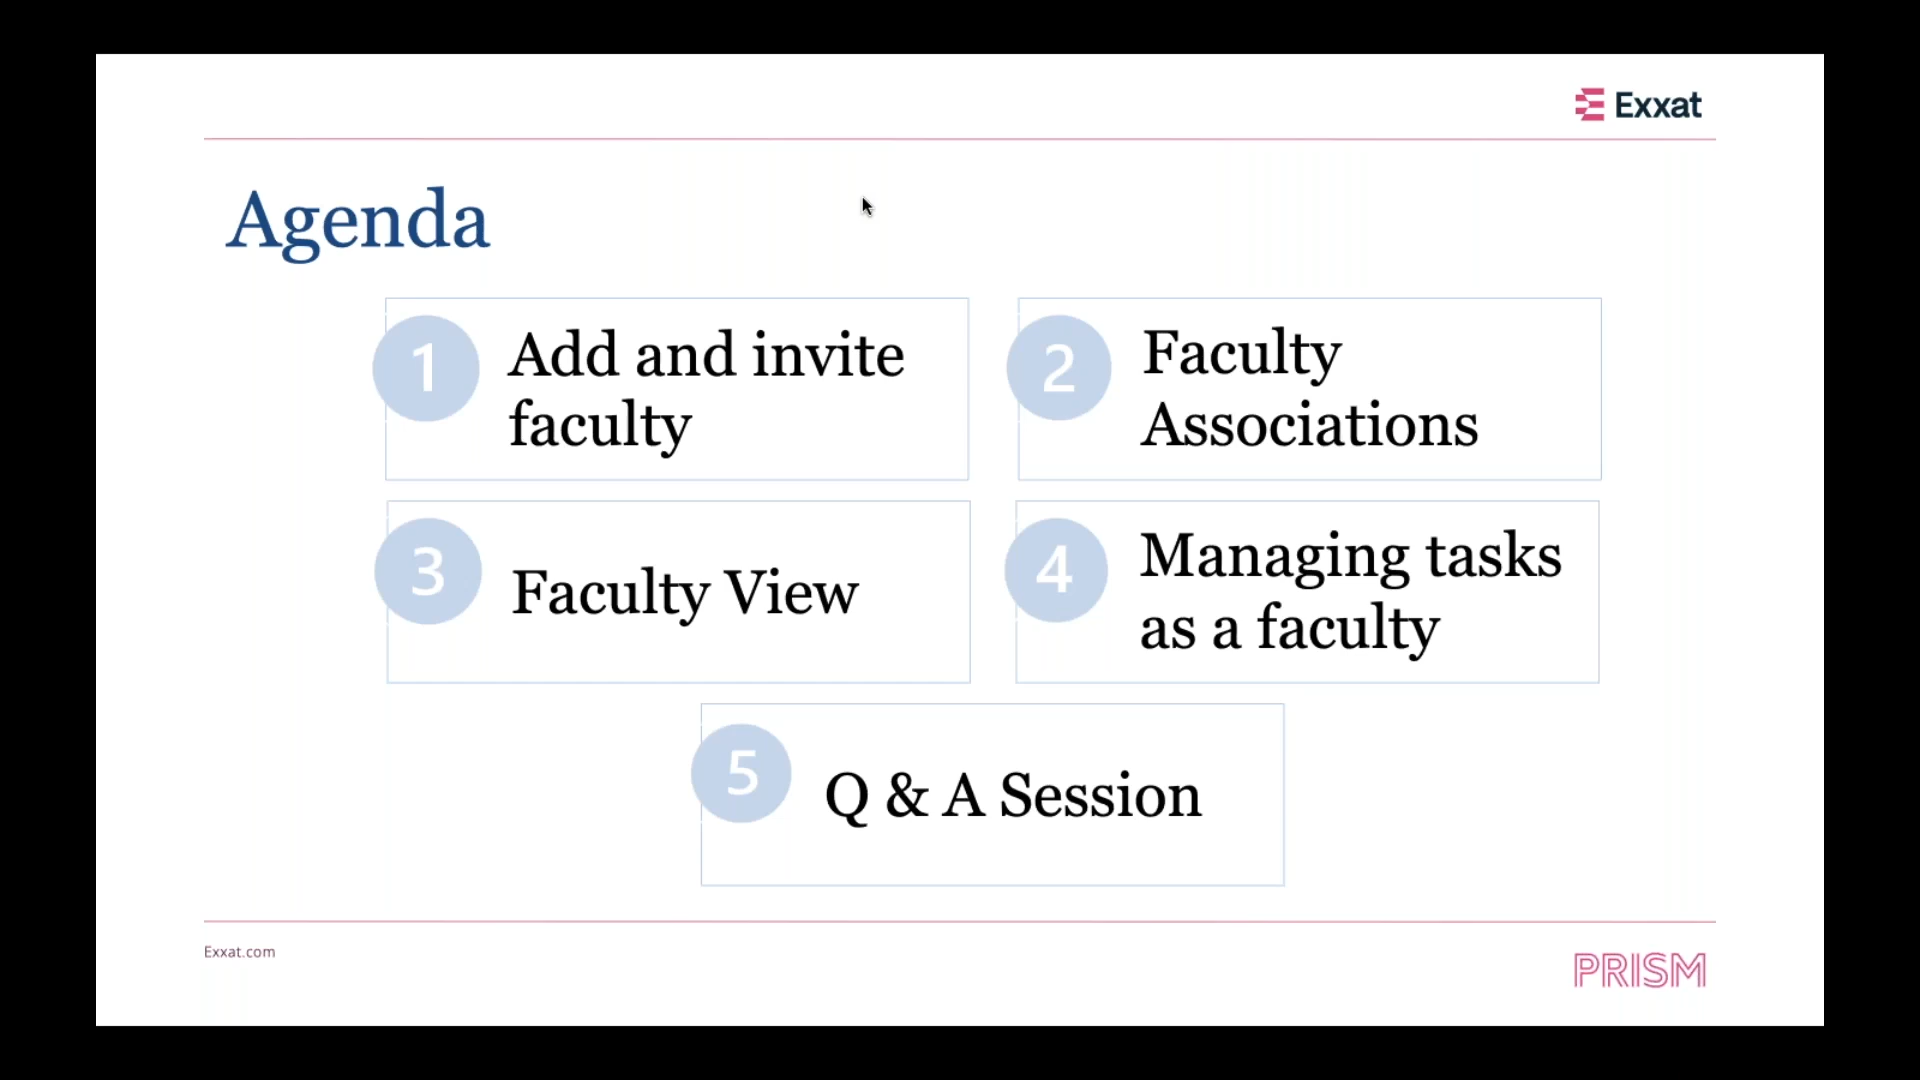 Exxat
Agenda
1
Add and invite
faculty
2
Faculty
Associations
3
Faculty View
4
Managing tasks
as a faculty
5
Q & A Session
Exxat.com
PRISM